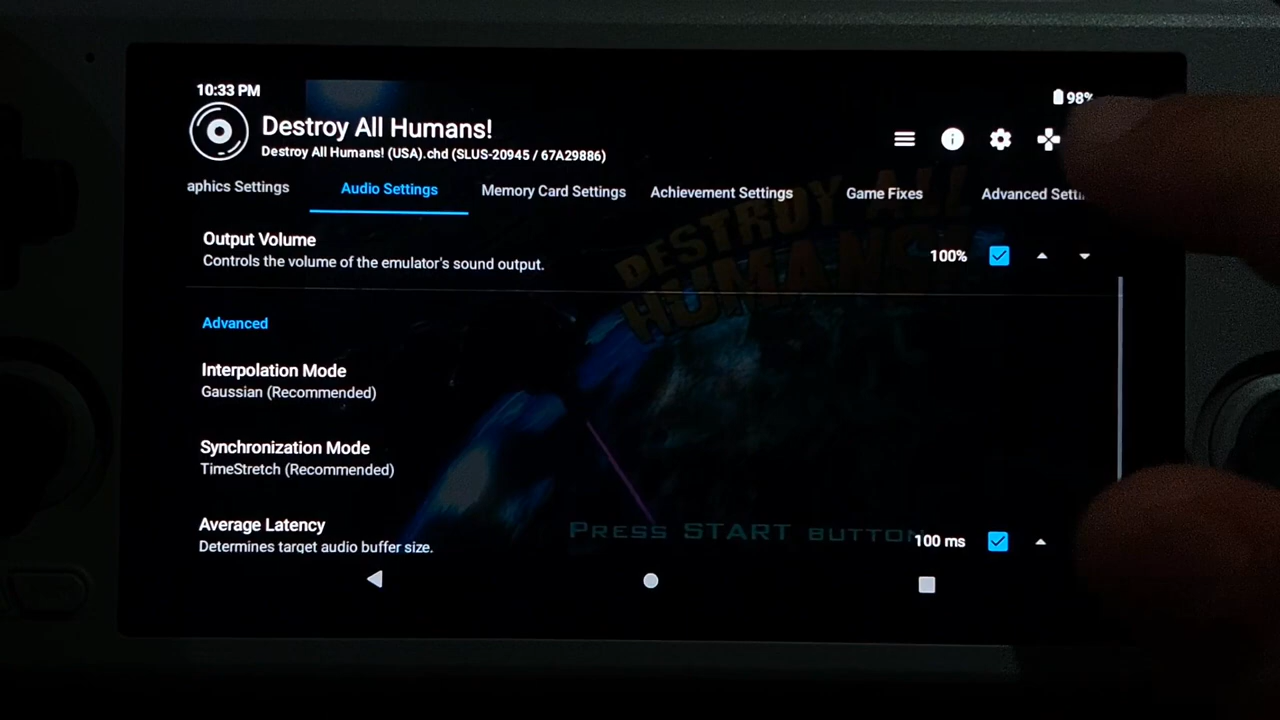 10:33 PM
98%
Destroy All Humans!
Destroy All Humans! (USA).chd (SLUS-20945 / 67A29886)
aphics Settings
Audio Settings
Memory Card Settings
Achievement Settings
Game Fixes
Advanced Setti
Output Volume
Controls the volume of the emulator's sound output.
100%
DESTROY ALL
HUMANS!
Advanced
Interpolation Mode
Gaussian (Recommended)
Synchronization Mode
TimeStretch (Recommended)
Average Latency
Determines target audio buffer size.
PRESS START BUTTON
100 ms